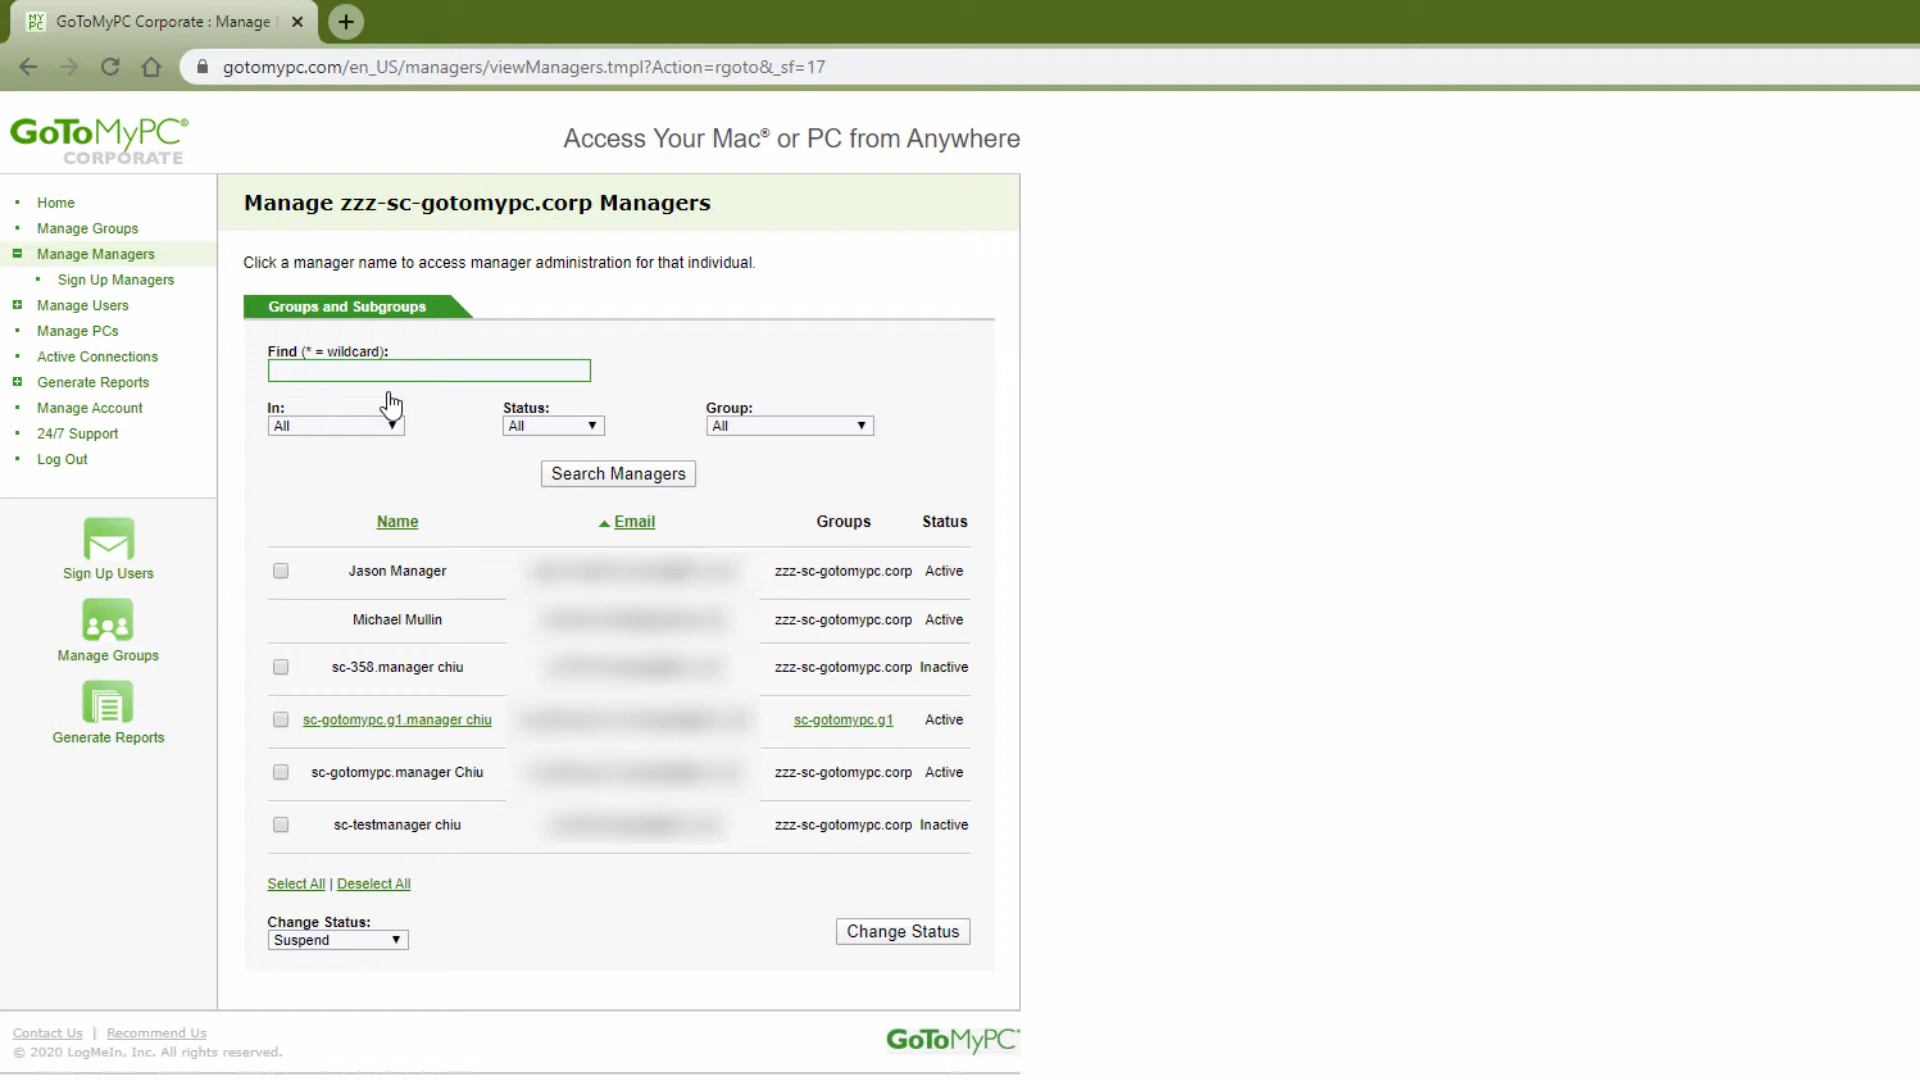 MY PC
GoToMyPC Corporate : Manage
gotomypc.com/en_US/managers/viewManagers.tmpl?Action=rgoto&_sf=17
GoToMyPC®
CORPORATE
Access Your Mac® or PC from Anywhere
Home
Manage Groups
Manage Managers
Sign Up Managers
Manage Users
Manage PCs
Active Connections
Generate Reports
Manage Account
24/7 Support
Log Out
Sign Up Users
Manage Groups
Generate Reports
Manage zzz-sc-gotomypc.corp Managers
Click a manager name to access manager administration for that individual.
Groups and Subgroups
Find (* = wildcard):
In: Status: Group:
All All All
Search Managers
Name Email Groups Status
Jason Manager zzz-sc-gotomypc.corp Active
Michael Mullin zzz-sc-gotomypc.corp Active
sc-358.manager chiu zzz-sc-gotomypc.corp Inactive
sc-gotomypc.g1.manager chiu sc-gotomypc.g1 Active
sc-gotomypc.manager Chiu zzz-sc-gotomypc.corp Active
sc-testmanager chiu zzz-sc-gotomypc.corp Inactive
Select All | Deselect All
Change Status:
Suspend
Change Status
Contact Us | Recommend Us
© 2020 LogMeIn, Inc. All rights reserved.
GoToMyPC®